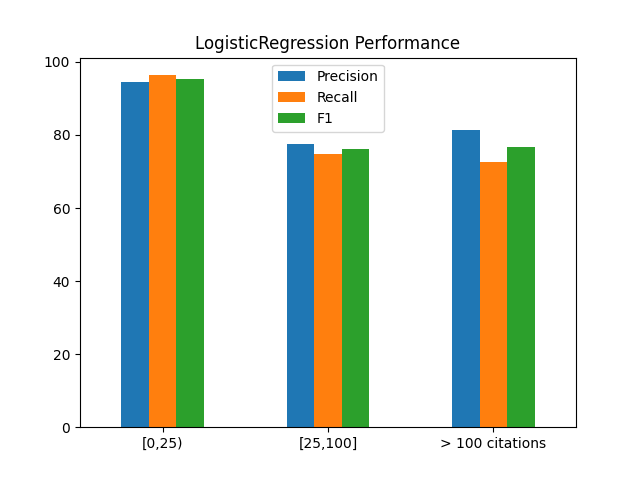 LogisticRegression Performance
Precision
Recall
F1
100
80
60
40
20
0
[0,25)
[25,100]
> 100 citations